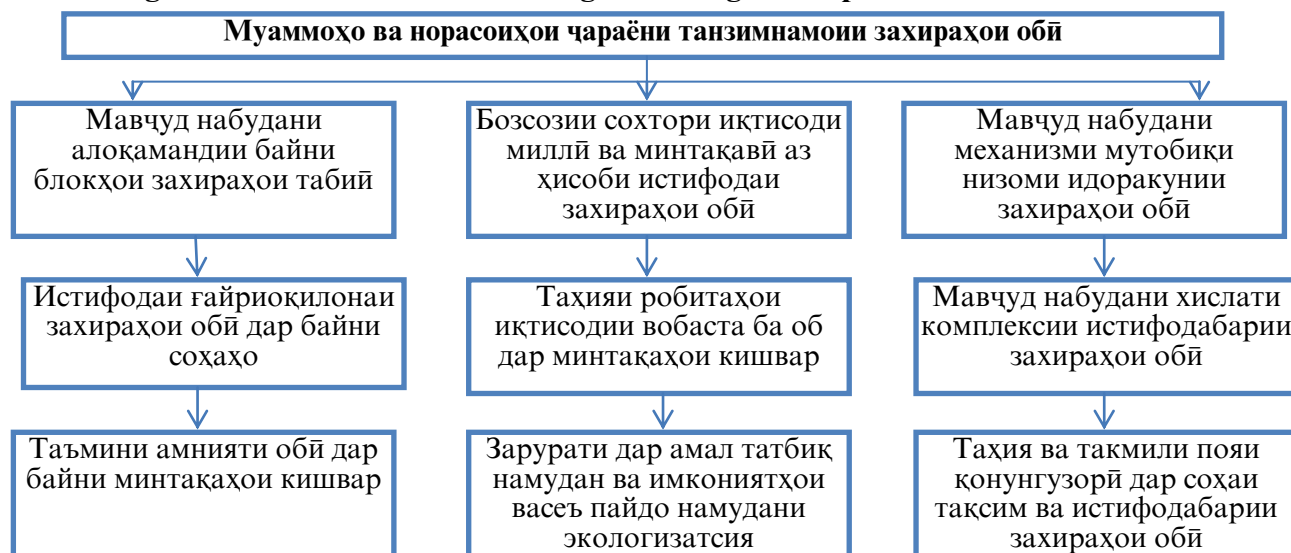 Муаммоҳо ва норасоиҳои ҷараёни танзимнамоии захираҳои обӣ
Мавҷуд набудани
алоқамандии байни
блокҳои захираҳои табиӣ
Бозсозии сохтори иқтисоди
миллӣ ва минтақавӣ аз
ҳисоби истифодаи
захираҳои обӣ
Мавҷуд набудани
механизми мутобиқи
низоми идоракунии
захираҳои обӣ
Истифодаи ғайриоқилонаи
захираҳои обӣ дар байни
соҳаҳо
Таҳияи робитаҳои
иқтисодии вобаста ба об
дар минтақаҳои кишвар
Мавҷуд набудани хислати
комплексии истифодабарии
захираҳои обӣ
Таъмини амнияти обӣ дар
байни минтақаҳои кишвар
Зарурати дар амал татбиқ
намудан ва имкониятҳои
васеъ пайдо намудани
экологизатсия
Таҳия ва такмили пояи
қонунгузорӣ дар соҳаи
тақсим ва истифодабарии
захираҳои обӣ